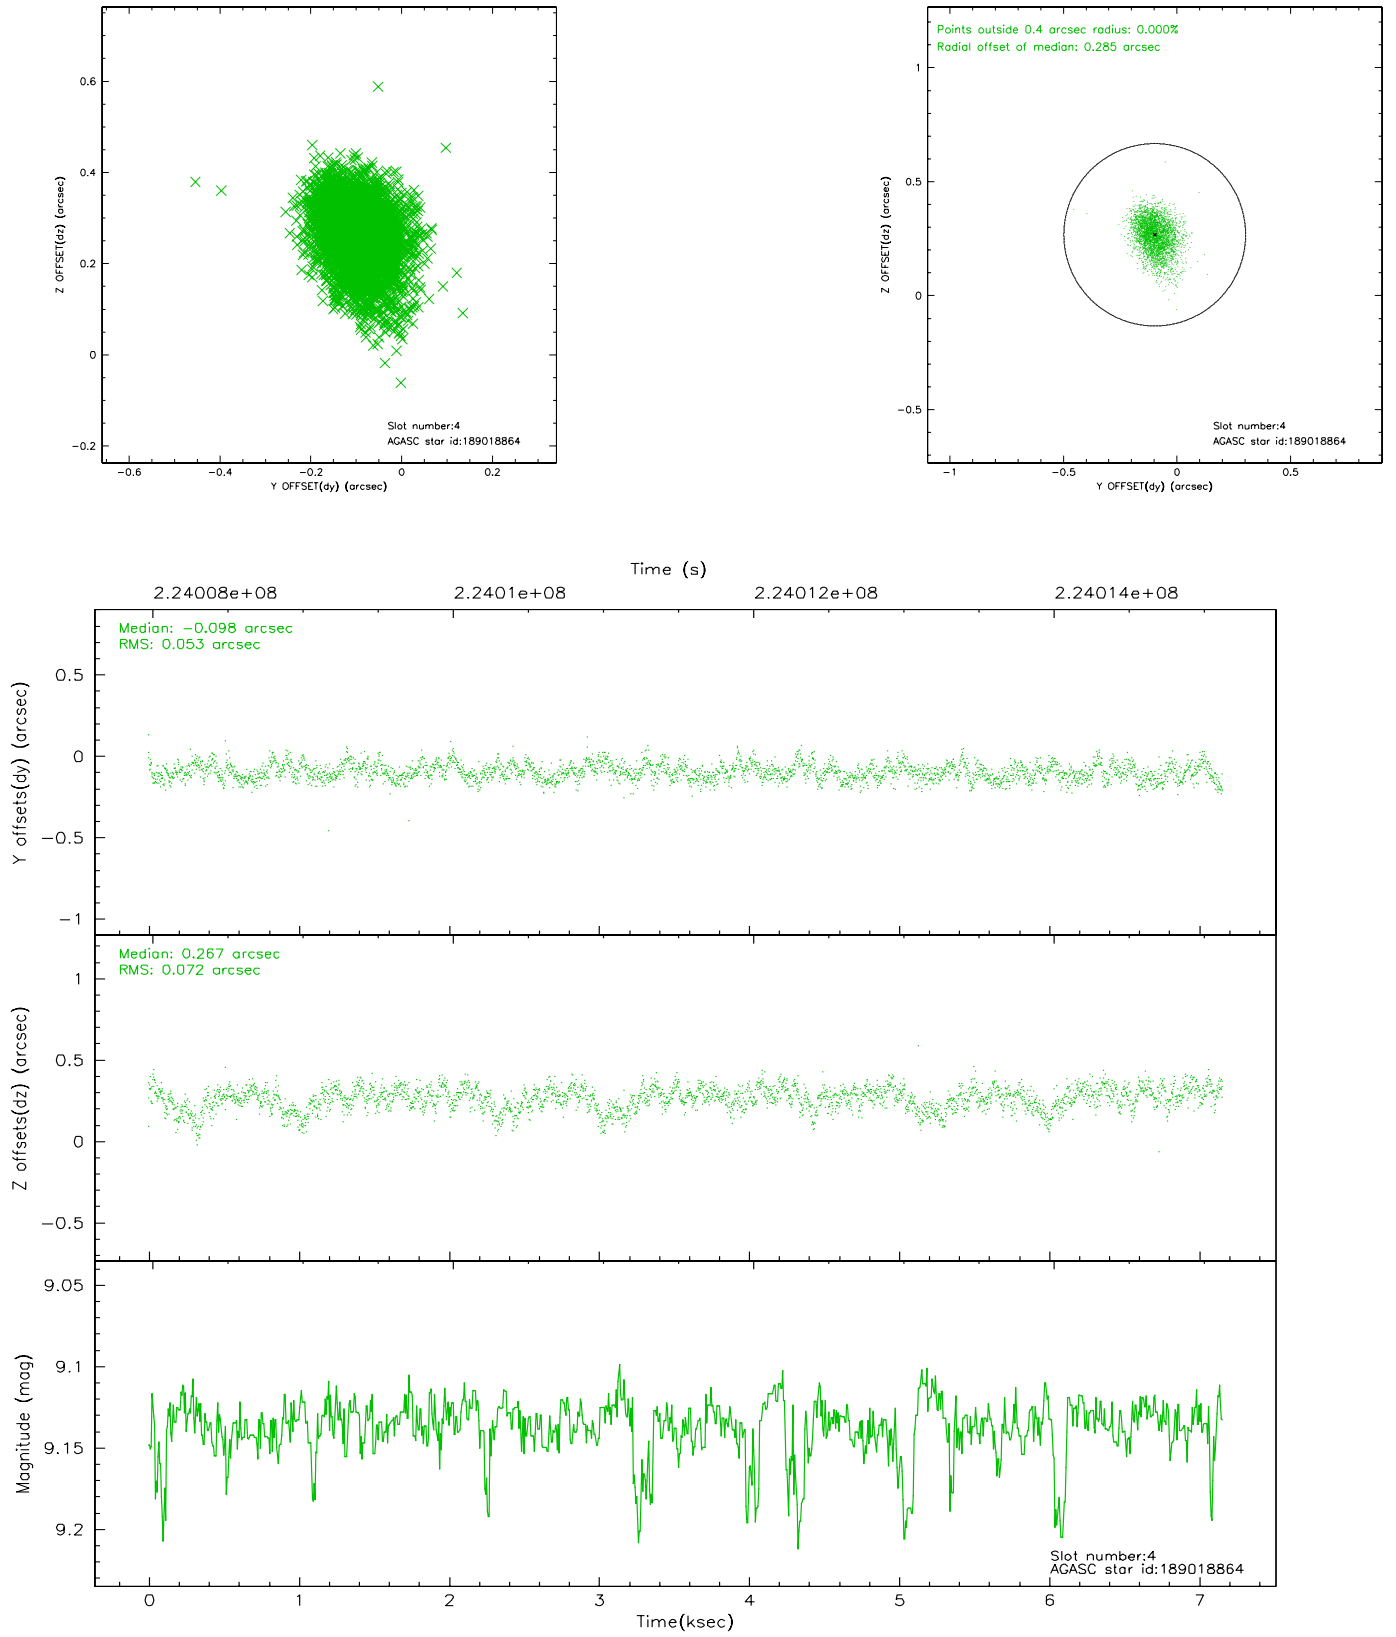 0.6
0.4
0.2
0
−0.2
Z OFFSET(dz) (arcsec)
Slot number:4
AGASC star id:189018864
−0.6 −0.4 −0.2 0 0.2
Y OFFSET(dy) (arcsec)
Points outside 0.4 arcsec radius: 0.000%
Radial offset of median: 0.285 arcsec
1
0.5
0
−0.5
Z OFFSET(dz) (arcsec)
Slot number:4
AGASC star id:189018864
−1 −0.5 0 0.5
Y OFFSET(dy) (arcsec)
Time (s)
2.24008e+08 2.2401e+08 2.24012e+08 2.24014e+08
Median: −0.098 arcsec
RMS: 0.053 arcsec
0.5
0
−0.5
−1
Y offsets(dy) (arcsec)
Median: 0.267 arcsec
RMS: 0.072 arcsec
1
0.5
0
−0.5
Z offsets(dz) (arcsec)
9.05
9.1
9.15
9.2
Magnitude (mag)
Slot number:4
AGASC star id:189018864
0 1 2 3 4 5 6 7
Time(ksec)